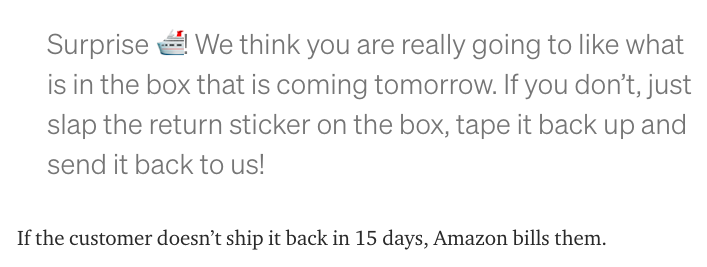 Surprise 🚢! We think you are really going to like what
is in the box that is coming tomorrow. If you don’t, just
slap the return sticker on the box, tape it back up and
send it back to us!
If the customer doesn’t ship it back in 15 days, Amazon bills them.